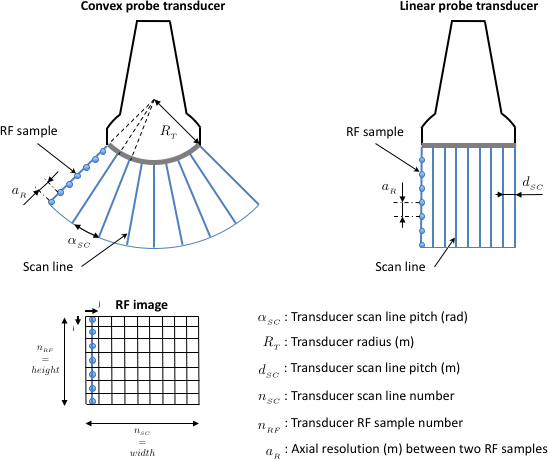 Convex probe transducer
Linear probe transducer
R_T
RF sample
a_R
α_SC
Scan line
RF sample
a_R
d_SC
Scan line
RF image
j
i
n_RF
=
height
n_SC
=
width
α_SC : Transducer scan line pitch (rad)
R_T : Transducer radius (m)
d_SC : Transducer scan line pitch (m)
n_SC : Transducer scan line number
n_RF : Transducer RF sample number
a_R : Axial resolution (m) between two RF samples